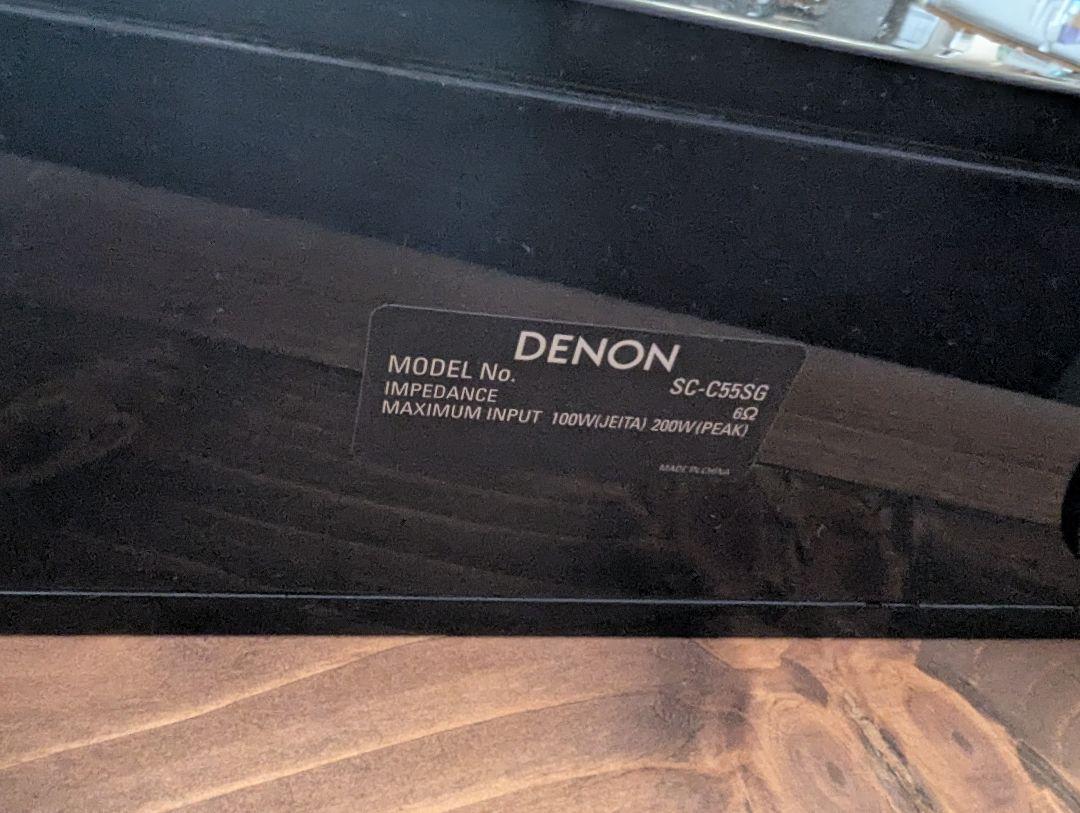 DENON
MODEL No. SC-C55SG
IMPEDANCE 6Ω
MAXIMUM INPUT 100W(JEITA) 200W(PEAK)
MADE IN CHINA